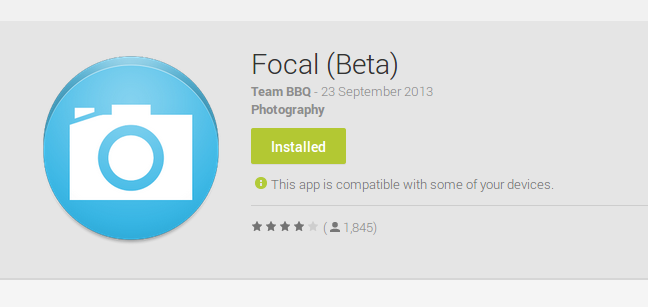 Focal (Beta)
Team BBQ - 23 September 2013
Photography
Installed
This app is compatible with some of your devices.
( 1,845)